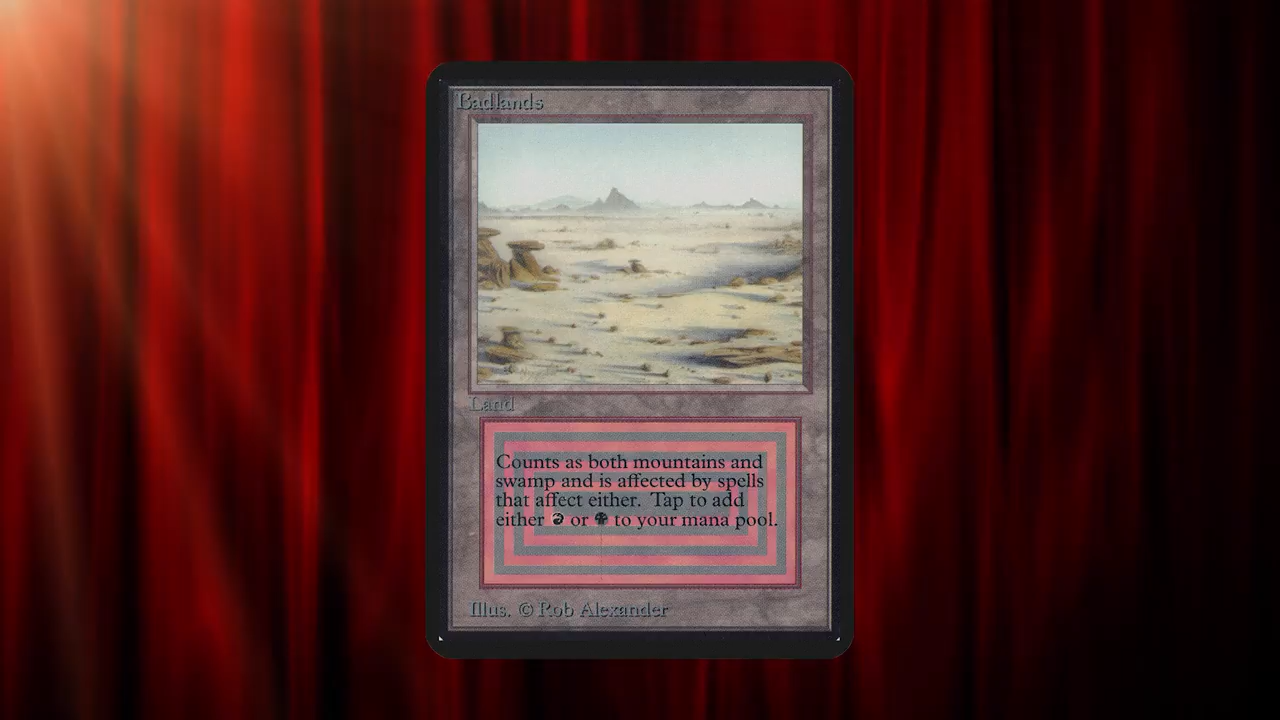 Badlands
Land
Counts as both mountains and
swamp and is affected by spells
that affect either. Tap to add
either or to your mana pool.
Illus. © Rob Alexander